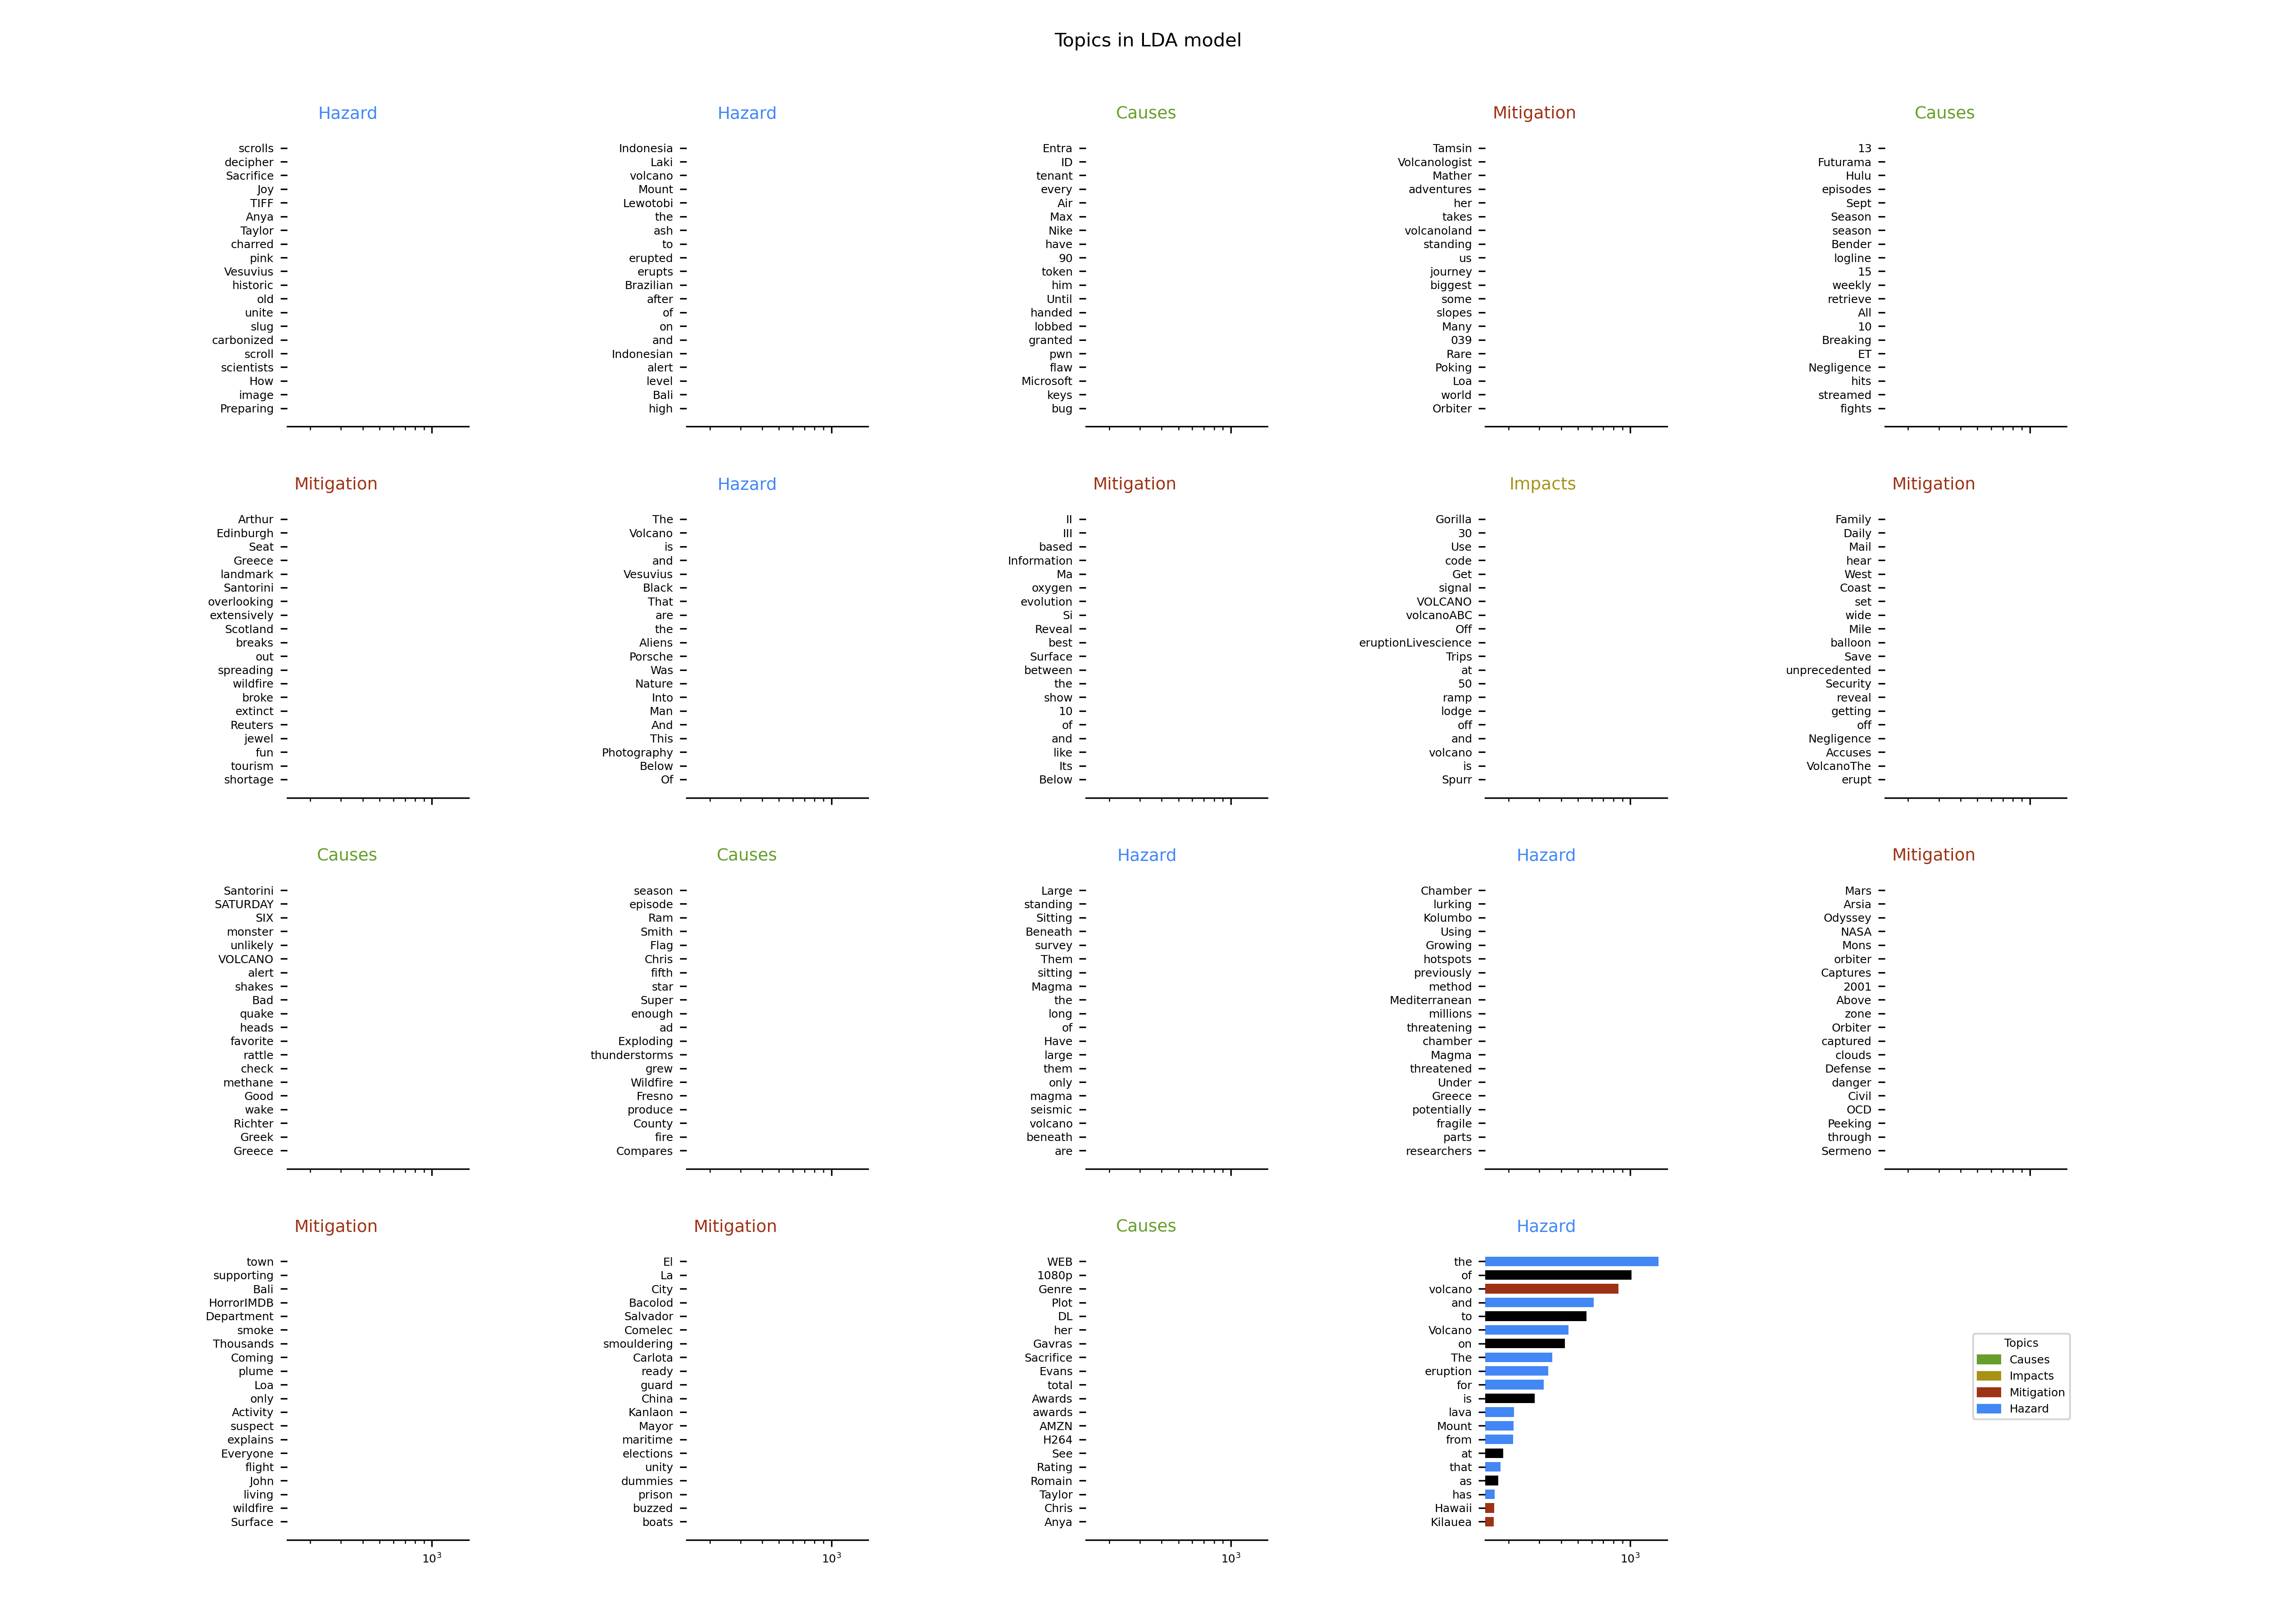 Topics in LDA model
Hazard
scrolls
decipher
Sacrifice
Joy
TIFF
Anya
Taylor
charred
pink
Vesuvius
historic
old
unite
slug
carbonized
scroll
scientists
How
image
Preparing
Hazard
Indonesia
Laki
volcano
Mount
Lewotobi
the
ash
to
erupted
erupts
Brazilian
after
of
on
and
Indonesian
alert
level
Bali
high
Causes
Entra
ID
tenant
every
Air
Max
Nike
have
90
token
him
Until
handed
lobbed
granted
pwn
flaw
Microsoft
keys
bug
Mitigation
Tamsin
Volcanologist
Mather
adventures
her
takes
volcanoland
standing
us
journey
biggest
some
slopes
Many
039
Rare
Poking
Loa
world
Orbiter
Causes
13
Futurama
Hulu
episodes
Sept
Season
season
Bender
logline
15
weekly
retrieve
All
10
Breaking
ET
Negligence
hits
streamed
fights
Mitigation
Arthur
Edinburgh
Seat
Greece
landmark
Santorini
overlooking
extensively
Scotland
breaks
out
spreading
wildfire
broke
extinct
Reuters
jewel
fun
tourism
shortage
Hazard
The
Volcano
is
and
Vesuvius
Black
That
are
the
Aliens
Porsche
Was
Nature
Into
Man
And
This
Photography
Below
Of
Mitigation
II
III
based
Information
Ma
oxygen
evolution
Si
Reveal
best
Surface
between
the
show
10
of
and
like
Its
Below
Impacts
Gorilla
30
Use
code
Get
signal
VOLCANO
volcanoABC
Off
eruptionLivescience
Trips
at
50
ramp
lodge
off
and
volcano
is
Spurr
Mitigation
Family
Daily
Mail
hear
West
Coast
set
wide
Mile
balloon
Save
unprecedented
Security
reveal
getting
off
Negligence
Accuses
VolcanoThe
erupt
Causes
Santorini
SATURDAY
SIX
monster
unlikely
VOLCANO
alert
shakes
Bad
quake
heads
favorite
rattle
check
methane
Good
wake
Richter
Greek
Greece
Causes
season
episode
Ram
Smith
Flag
Chris
fifth
star
Super
enough
ad
Exploding
thunderstorms
grew
Wildfire
Fresno
produce
County
fire
Compares
Hazard
Large
standing
Sitting
Beneath
survey
Them
sitting
Magma
the
long
of
Have
large
them
only
magma
seismic
volcano
beneath
are
Hazard
Chamber
lurking
Kolumbo
Using
Growing
hotspots
previously
method
Mediterranean
millions
threatening
chamber
Magma
threatened
Under
Greece
potentially
fragile
parts
researchers
Mitigation
Mars
Arsia
Odyssey
NASA
Mons
orbiter
Captures
2001
Above
zone
Orbiter
captured
clouds
Defense
danger
Civil
OCD
Peeking
through
Sermeno
Mitigation
town
supporting
Bali
HorrorIMDB
Department
smoke
Thousands
Coming
plume
Loa
only
Activity
suspect
explains
Everyone
flight
John
living
wildfire
Surface
10³
Mitigation
El
La
City
Bacolod
Salvador
Comelec
smouldering
Carlota
ready
guard
China
Kanlaon
Mayor
maritime
elections
unity
dummies
prison
buzzed
boats
10³
Causes
WEB
1080p
Genre
Plot
DL
her
Gavras
Sacrifice
Evans
total
Awards
awards
AMZN
H264
See
Rating
Romain
Taylor
Chris
Anya
10³
Hazard
the
of
volcano
and
to
Volcano
on
The
eruption
for
is
lava
Mount
from
at
that
as
has
Hawaii
Kilauea
10³
Topics
Causes
Impacts
Mitigation
Hazard